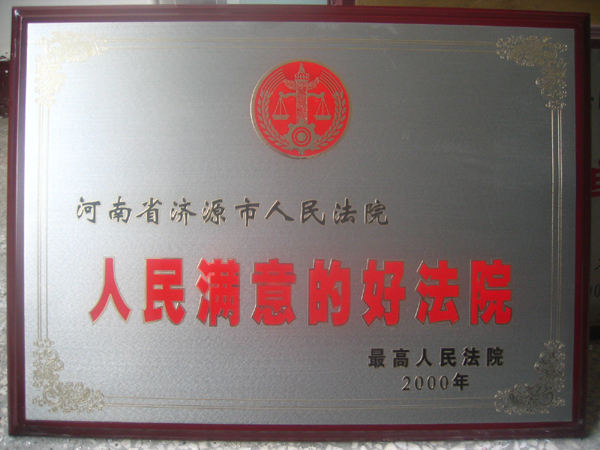 河南省济源市人民法院
人民满意的好法院
最高人民法院
2000年